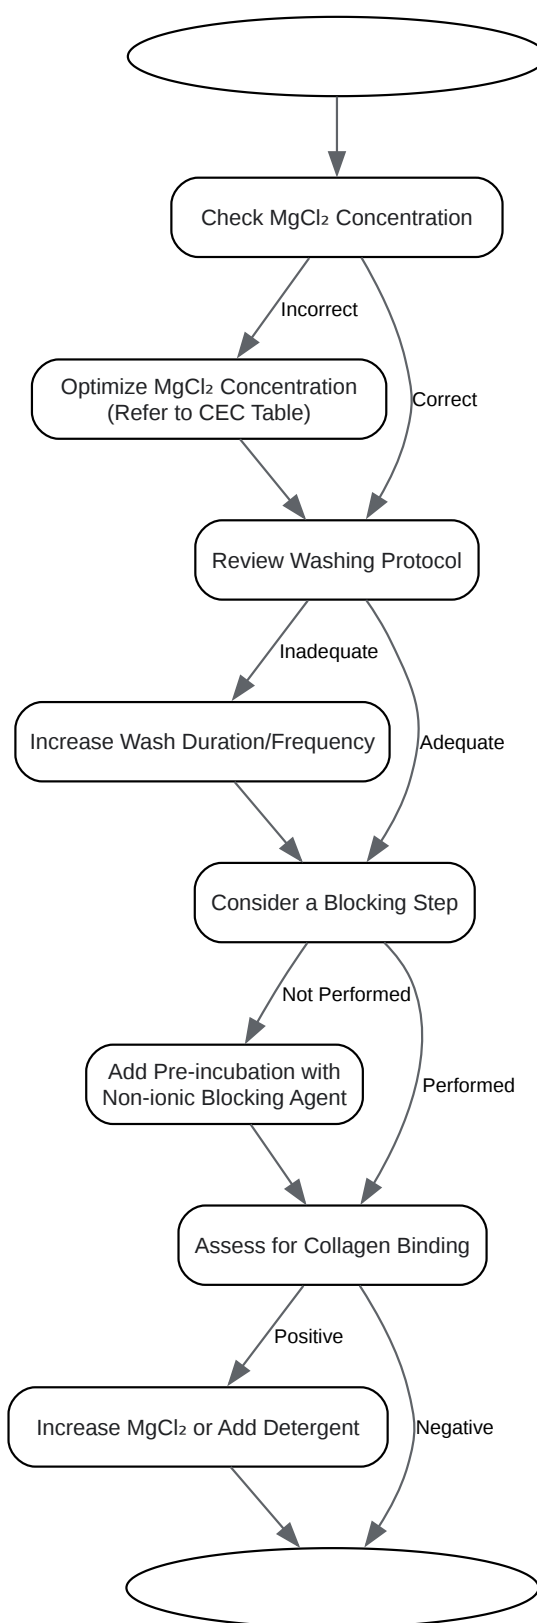 Check MgCl₂ Concentration
Incorrect
Optimize MgCl₂ Concentration
(Refer to CEC Table)
Correct
Review Washing Protocol
Inadequate
Increase Wash Duration/Frequency
Adequate
Consider a Blocking Step
Not Performed
Add Pre-incubation with
Non-ionic Blocking Agent
Performed
Assess for Collagen Binding
Positive
Increase MgCl₂ or Add Detergent
Negative